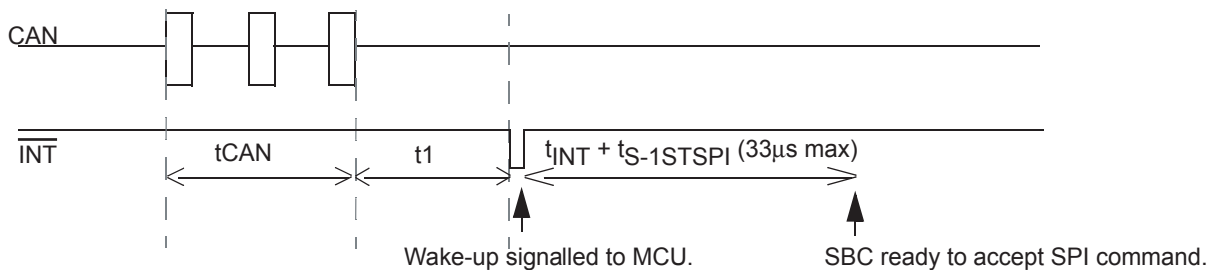 CAN
INT
tCAN
t1
tINT + tS-1STSPI (33μs max)
Wake-up signalled to MCU.
SBC ready to accept SPI command.